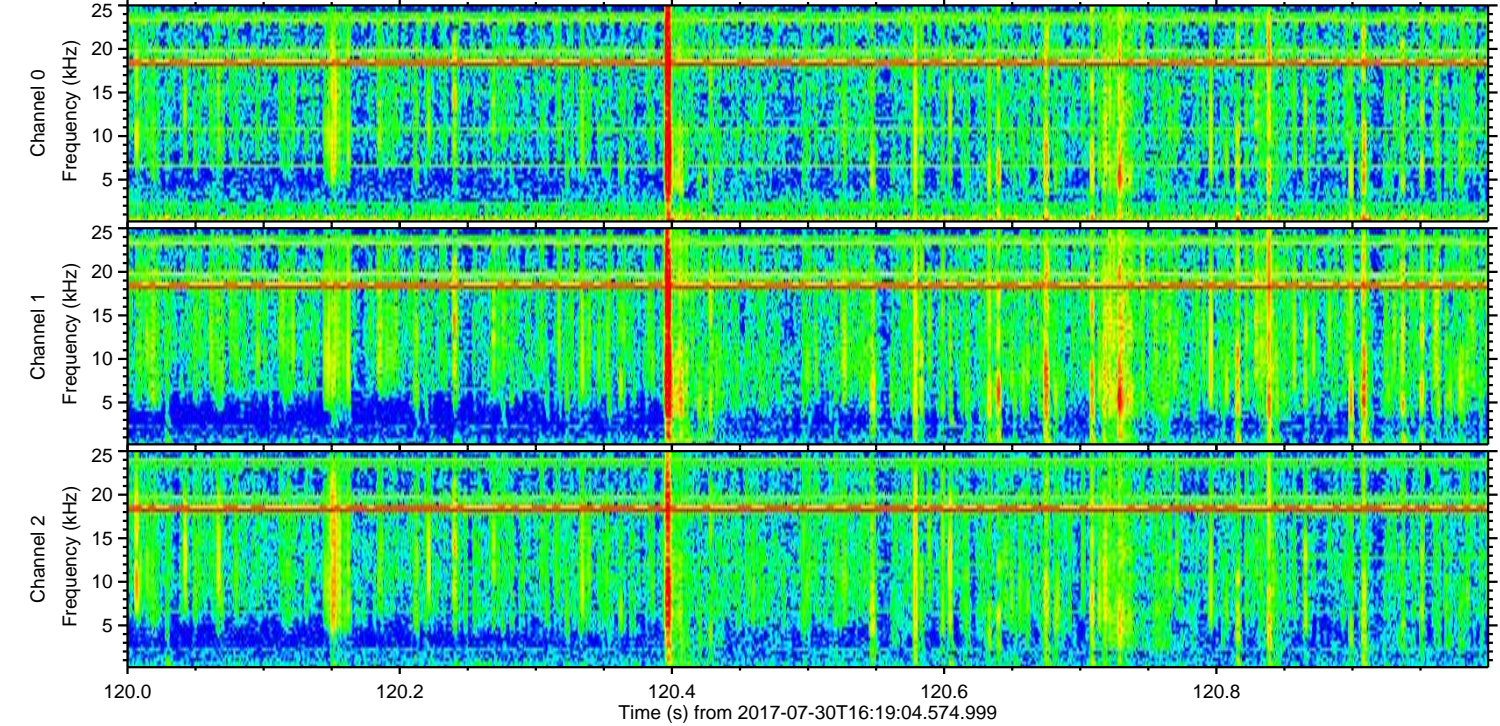 Channel 0
Frequency (kHz)
25
20
15
10
5
Channel 1
Frequency (kHz)
25
20
15
10
5
Channel 2
Frequency (kHz)
25
20
15
10
5
120.0 120.2 120.4 120.6 120.8
Time (s) from 2017-07-30T16:19:04.574.999